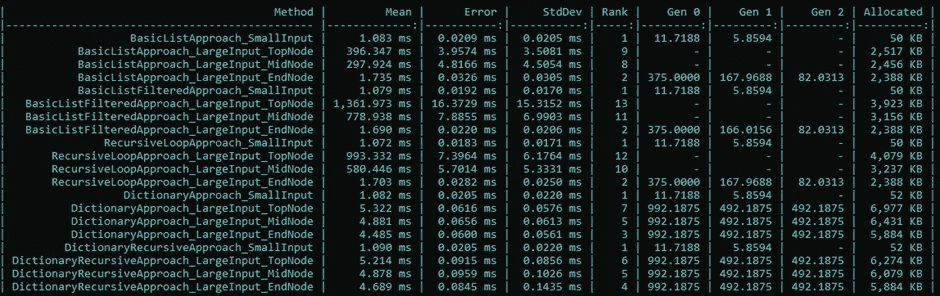 | Method | Mean | Error | StdDev | Rank | Gen 0 | Gen 1 | Gen 2 | Allocated |
|---:|---:|---:|---:|---:|---:|---:|---:|---:|
| BasicListApproach_SmallInput | 1.083 ms | 0.0209 ms | 0.0205 ms | 1 | 11.7188 | 5.8594 | - | 50 KB |
| BasicListApproach_LargeInput_TopNode | 396.347 ms | 3.9574 ms | 3.5081 ms | 9 | - | - | - | 2,517 KB |
| BasicListApproach_LargeInput_MidNode | 297.924 ms | 4.8166 ms | 4.5054 ms | 8 | - | - | - | 2,456 KB |
| BasicListApproach_LargeInput_EndNode | 1.735 ms | 0.0326 ms | 0.0305 ms | 2 | 375.0000 | 167.9688 | 82.0313 | 2,388 KB |
| BasicListFilteredApproach_SmallInput | 1.079 ms | 0.0192 ms | 0.0170 ms | 1 | 11.7188 | 5.8594 | - | 50 KB |
| BasicListFilteredApproach_LargeInput_TopNode | 1,361.973 ms | 16.3729 ms | 15.3152 ms | 13 | - | - | - | 3,923 KB |
| BasicListFilteredApproach_LargeInput_MidNode | 778.938 ms | 7.8855 ms | 6.9903 ms | 11 | - | - | - | 3,156 KB |
| BasicListFilteredApproach_LargeInput_EndNode | 1.690 ms | 0.0220 ms | 0.0206 ms | 2 | 375.0000 | 166.0156 | 82.0313 | 2,388 KB |
| RecursiveLoopApproach_SmallInput | 1.072 ms | 0.0183 ms | 0.0171 ms | 1 | 11.7188 | 5.8594 | - | 50 KB |
| RecursiveLoopApproach_LargeInput_TopNode | 993.332 ms | 7.3964 ms | 6.1764 ms | 12 | - | - | - | 4,079 KB |
| RecursiveLoopApproach_LargeInput_MidNode | 580.446 ms | 5.7014 ms | 5.3331 ms | 10 | - | - | - | 3,237 KB |
| RecursiveLoopApproach_LargeInput_EndNode | 1.703 ms | 0.0282 ms | 0.0250 ms | 2 | 375.0000 | 167.9688 | 82.0313 | 2,388 KB |
| DictionaryApproach_SmallInput | 1.082 ms | 0.0205 ms | 0.0220 ms | 1 | 11.7188 | 5.8594 | - | 52 KB |
| DictionaryApproach_LargeInput_TopNode | 5.322 ms | 0.0616 ms | 0.0576 ms | 7 | 992.1875 | 492.1875 | 492.1875 | 6,977 KB |
| DictionaryApproach_LargeInput_MidNode | 4.881 ms | 0.0656 ms | 0.0613 ms | 5 | 992.1875 | 492.1875 | 492.1875 | 6,431 KB |
| DictionaryApproach_LargeInput_EndNode | 4.485 ms | 0.0600 ms | 0.0561 ms | 3 | 992.1875 | 492.1875 | 492.1875 | 5,884 KB |
| DictionaryRecursiveApproach_SmallInput | 1.090 ms | 0.0205 ms | 0.0220 ms | 1 | 11.7188 | 5.8594 | - | 52 KB |
| DictionaryRecursiveApproach_LargeInput_TopNode | 5.214 ms | 0.0915 ms | 0.0856 ms | 6 | 992.1875 | 492.1875 | 492.1875 | 6,274 KB |
| DictionaryRecursiveApproach_LargeInput_MidNode | 4.878 ms | 0.0959 ms | 0.1026 ms | 5 | 992.1875 | 492.1875 | 492.1875 | 6,079 KB |
| DictionaryRecursiveApproach_LargeInput_EndNode | 4.689 ms | 0.0845 ms | 0.1435 ms | 4 | 992.1875 | 492.1875 | 492.1875 | 5,884 KB |